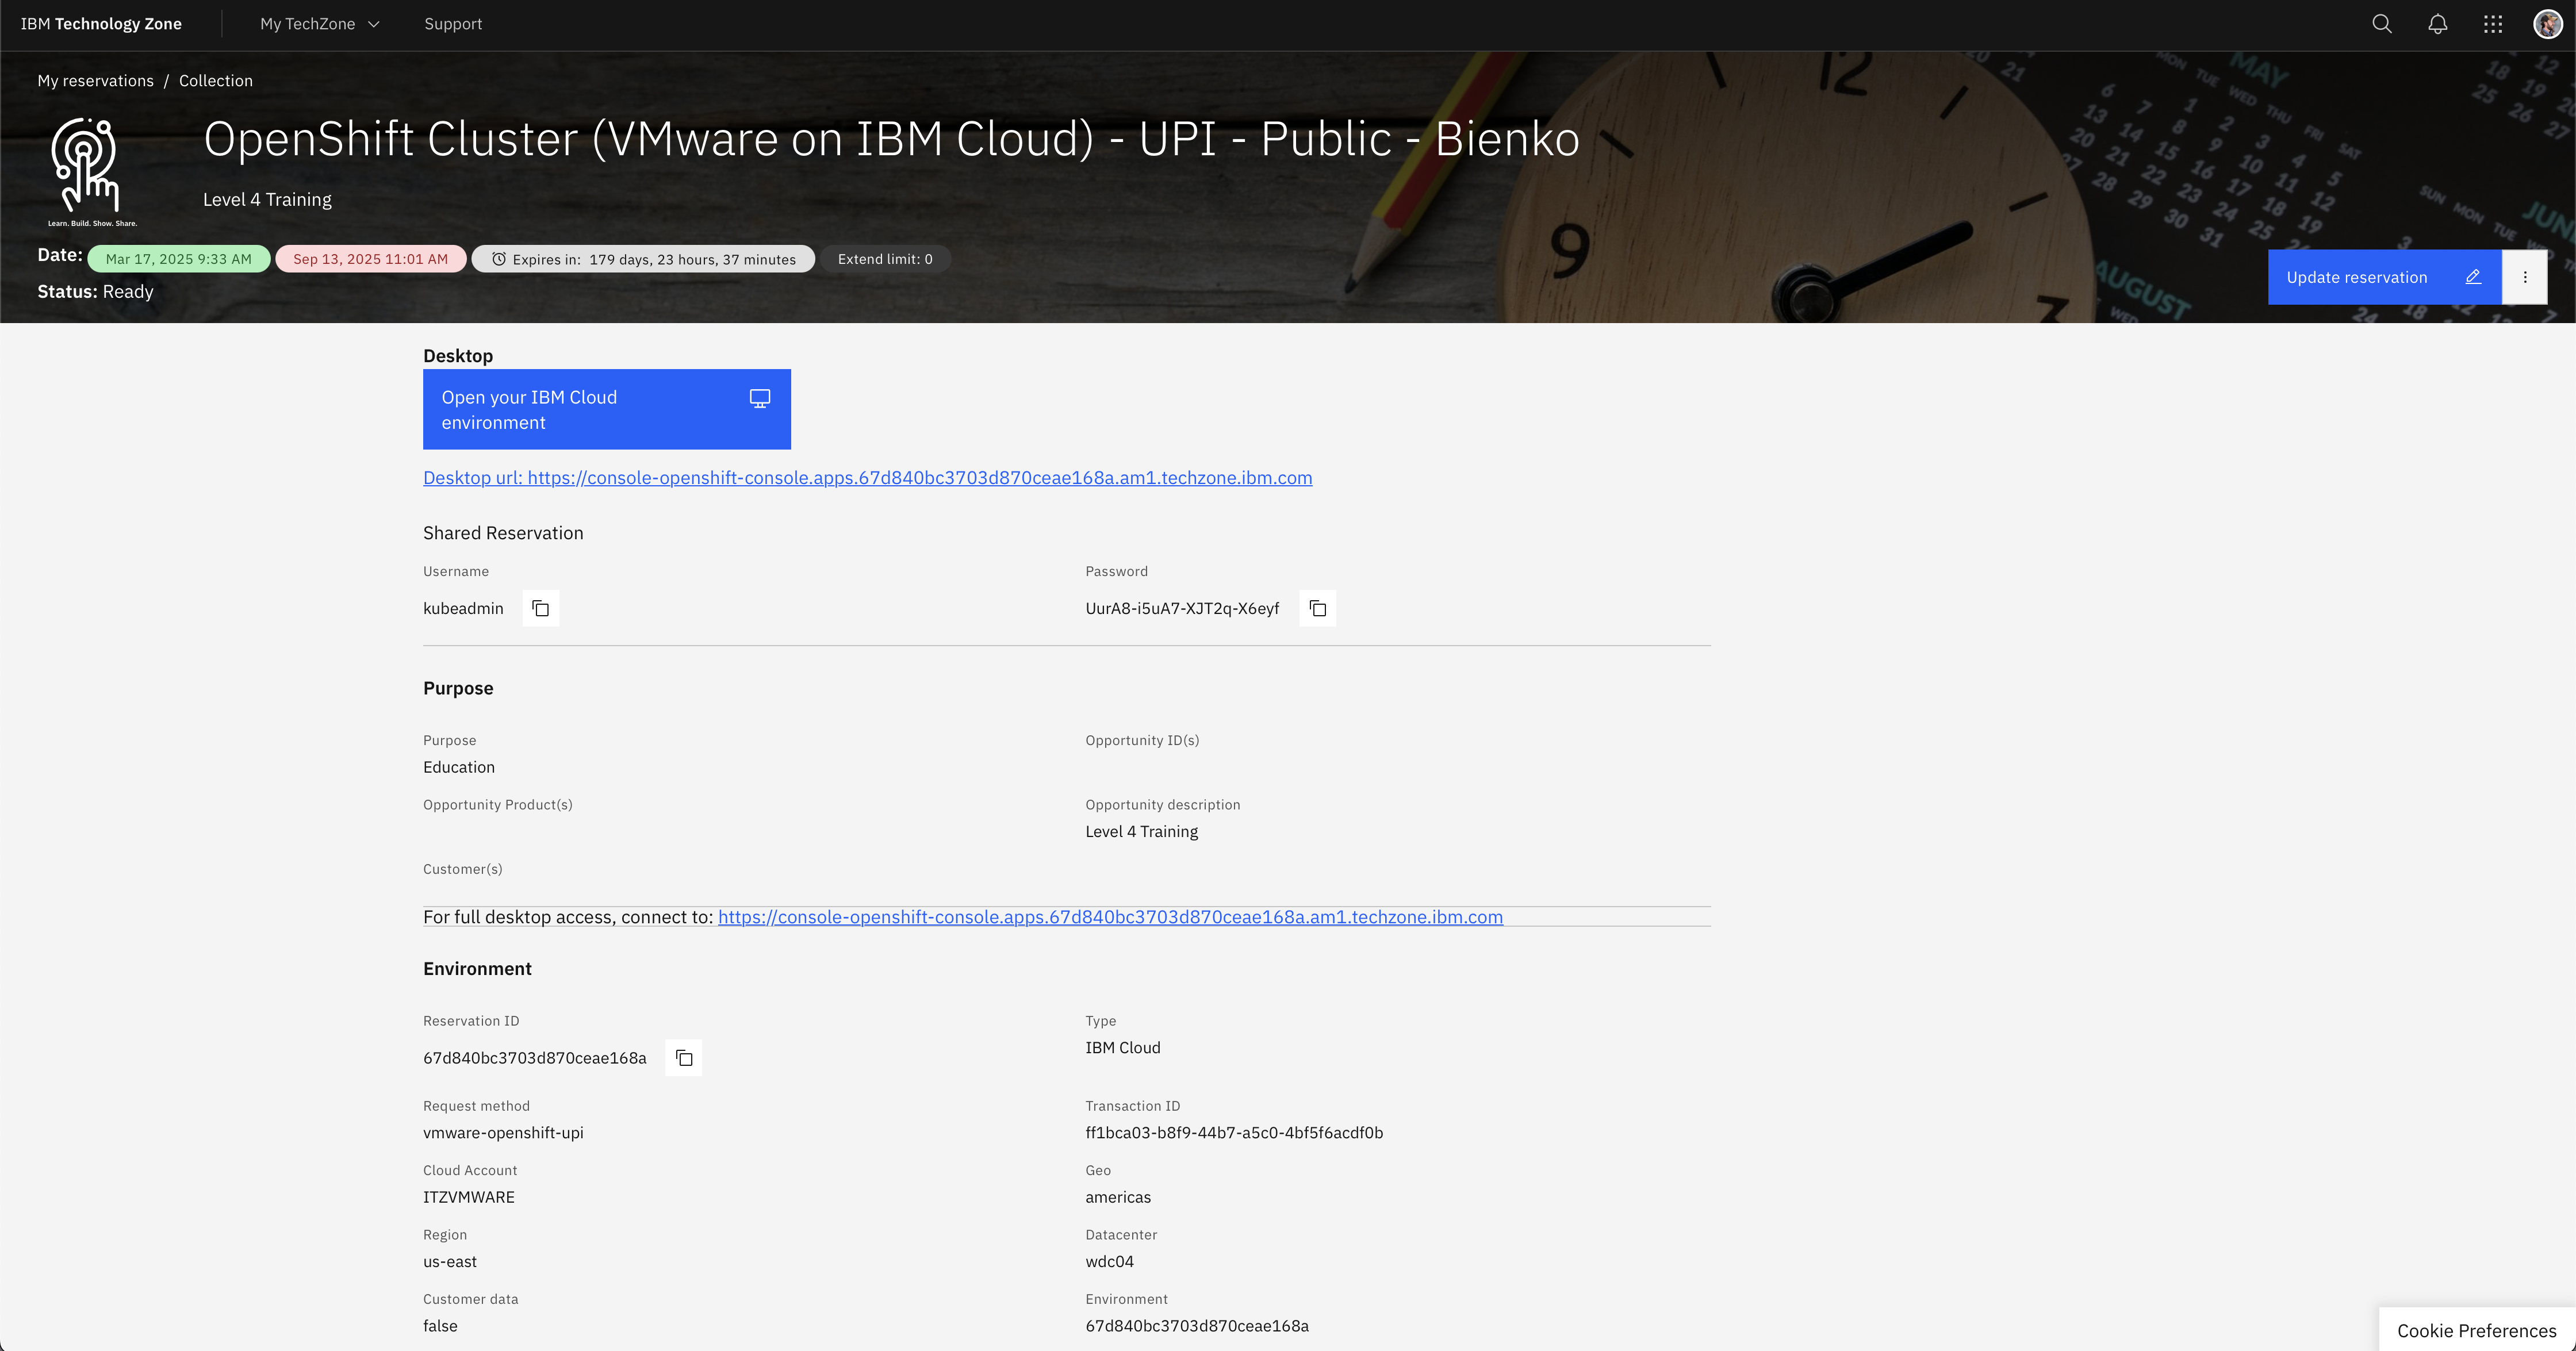 IBM Technology Zone
My TechZone
Support
My reservations / Collection
OpenShift Cluster (VMware on IBM Cloud) - UPI - Public - Bienko
Level 4 Training
Learn. Build. Show. Share.
Date: Mar 17, 2025 9:33 AM Sep 13, 2025 11:01 AM Expires in: 179 days, 23 hours, 37 minutes Extend limit: 0
Status: Ready
Update reservation
12
9
3
MAY
AUGUST
Desktop
Open your IBM Cloud
environment
Desktop url: https://console-openshift-console.apps.67d840bc3703d870ceae168a.am1.techzone.ibm.com
Shared Reservation
Username
kubeadmin
Password
UurA8-i5uA7-XJT2q-X6eyf
Purpose
Purpose
Education
Opportunity ID(s)
Opportunity Product(s)
Opportunity description
Level 4 Training
Customer(s)
For full desktop access, connect to: https://console-openshift-console.apps.67d840bc3703d870ceae168a.am1.techzone.ibm.com
Environment
Reservation ID
67d840bc3703d870ceae168a
Type
IBM Cloud
Request method
vmware-openshift-upi
Transaction ID
ff1bca03-b8f9-44b7-a5c0-4bf5f6acdf0b
Cloud Account
ITZVMWARE
Geo
americas
Region
us-east
Datacenter
wdc04
Customer data
false
Environment
67d840bc3703d870ceae168a
Cookie Preferences